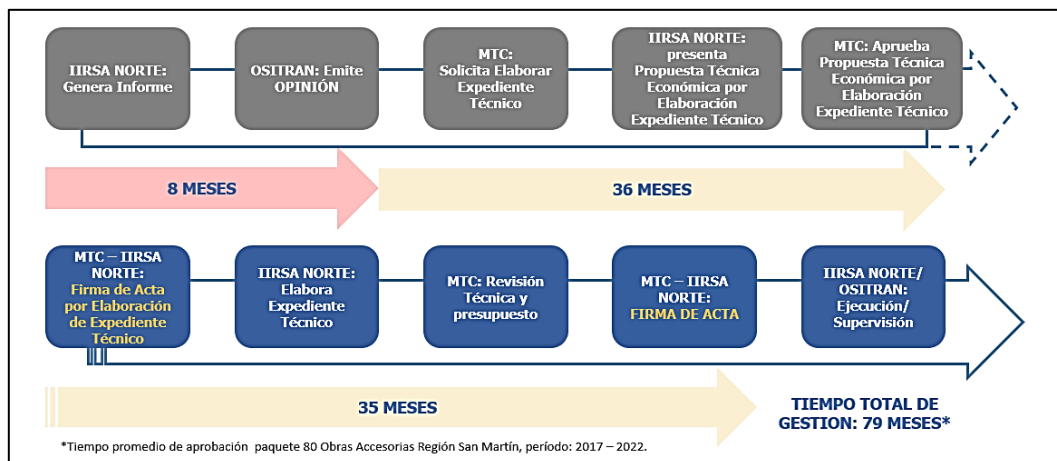 IIRSA NORTE:
Genera Informe
OSITRAN: Emite
OPINIÓN
MTC:
Solicita Elaborar
Expediente
Técnico
IIRSA NORTE:
presenta
Propuesta Técnica
Económica por
Elaboración
Expediente Técnico
MTC: Aprueba
Propuesta Técnica
Económica por
Elaboración
Expediente Técnico
8 MESES
36 MESES
MTC – IIRSA
NORTE:
Firma de Acta
por Elaboración
de Expediente
Técnico
IIRSA NORTE:
Elabora
Expediente
Técnico
MTC: Revisión
Técnica y
presupuesto
MTC – IIRSA
NORTE:
FIRMA DE ACTA
IIRSA NORTE/
OSITRAN:
Ejecución/
Supervisión
35 MESES
TIEMPO TOTAL DE
GESTION: 79 MESES*
*Tiempo promedio de aprobación paquete 80 Obras Accesorias Región San Martín, período: 2017 – 2022.